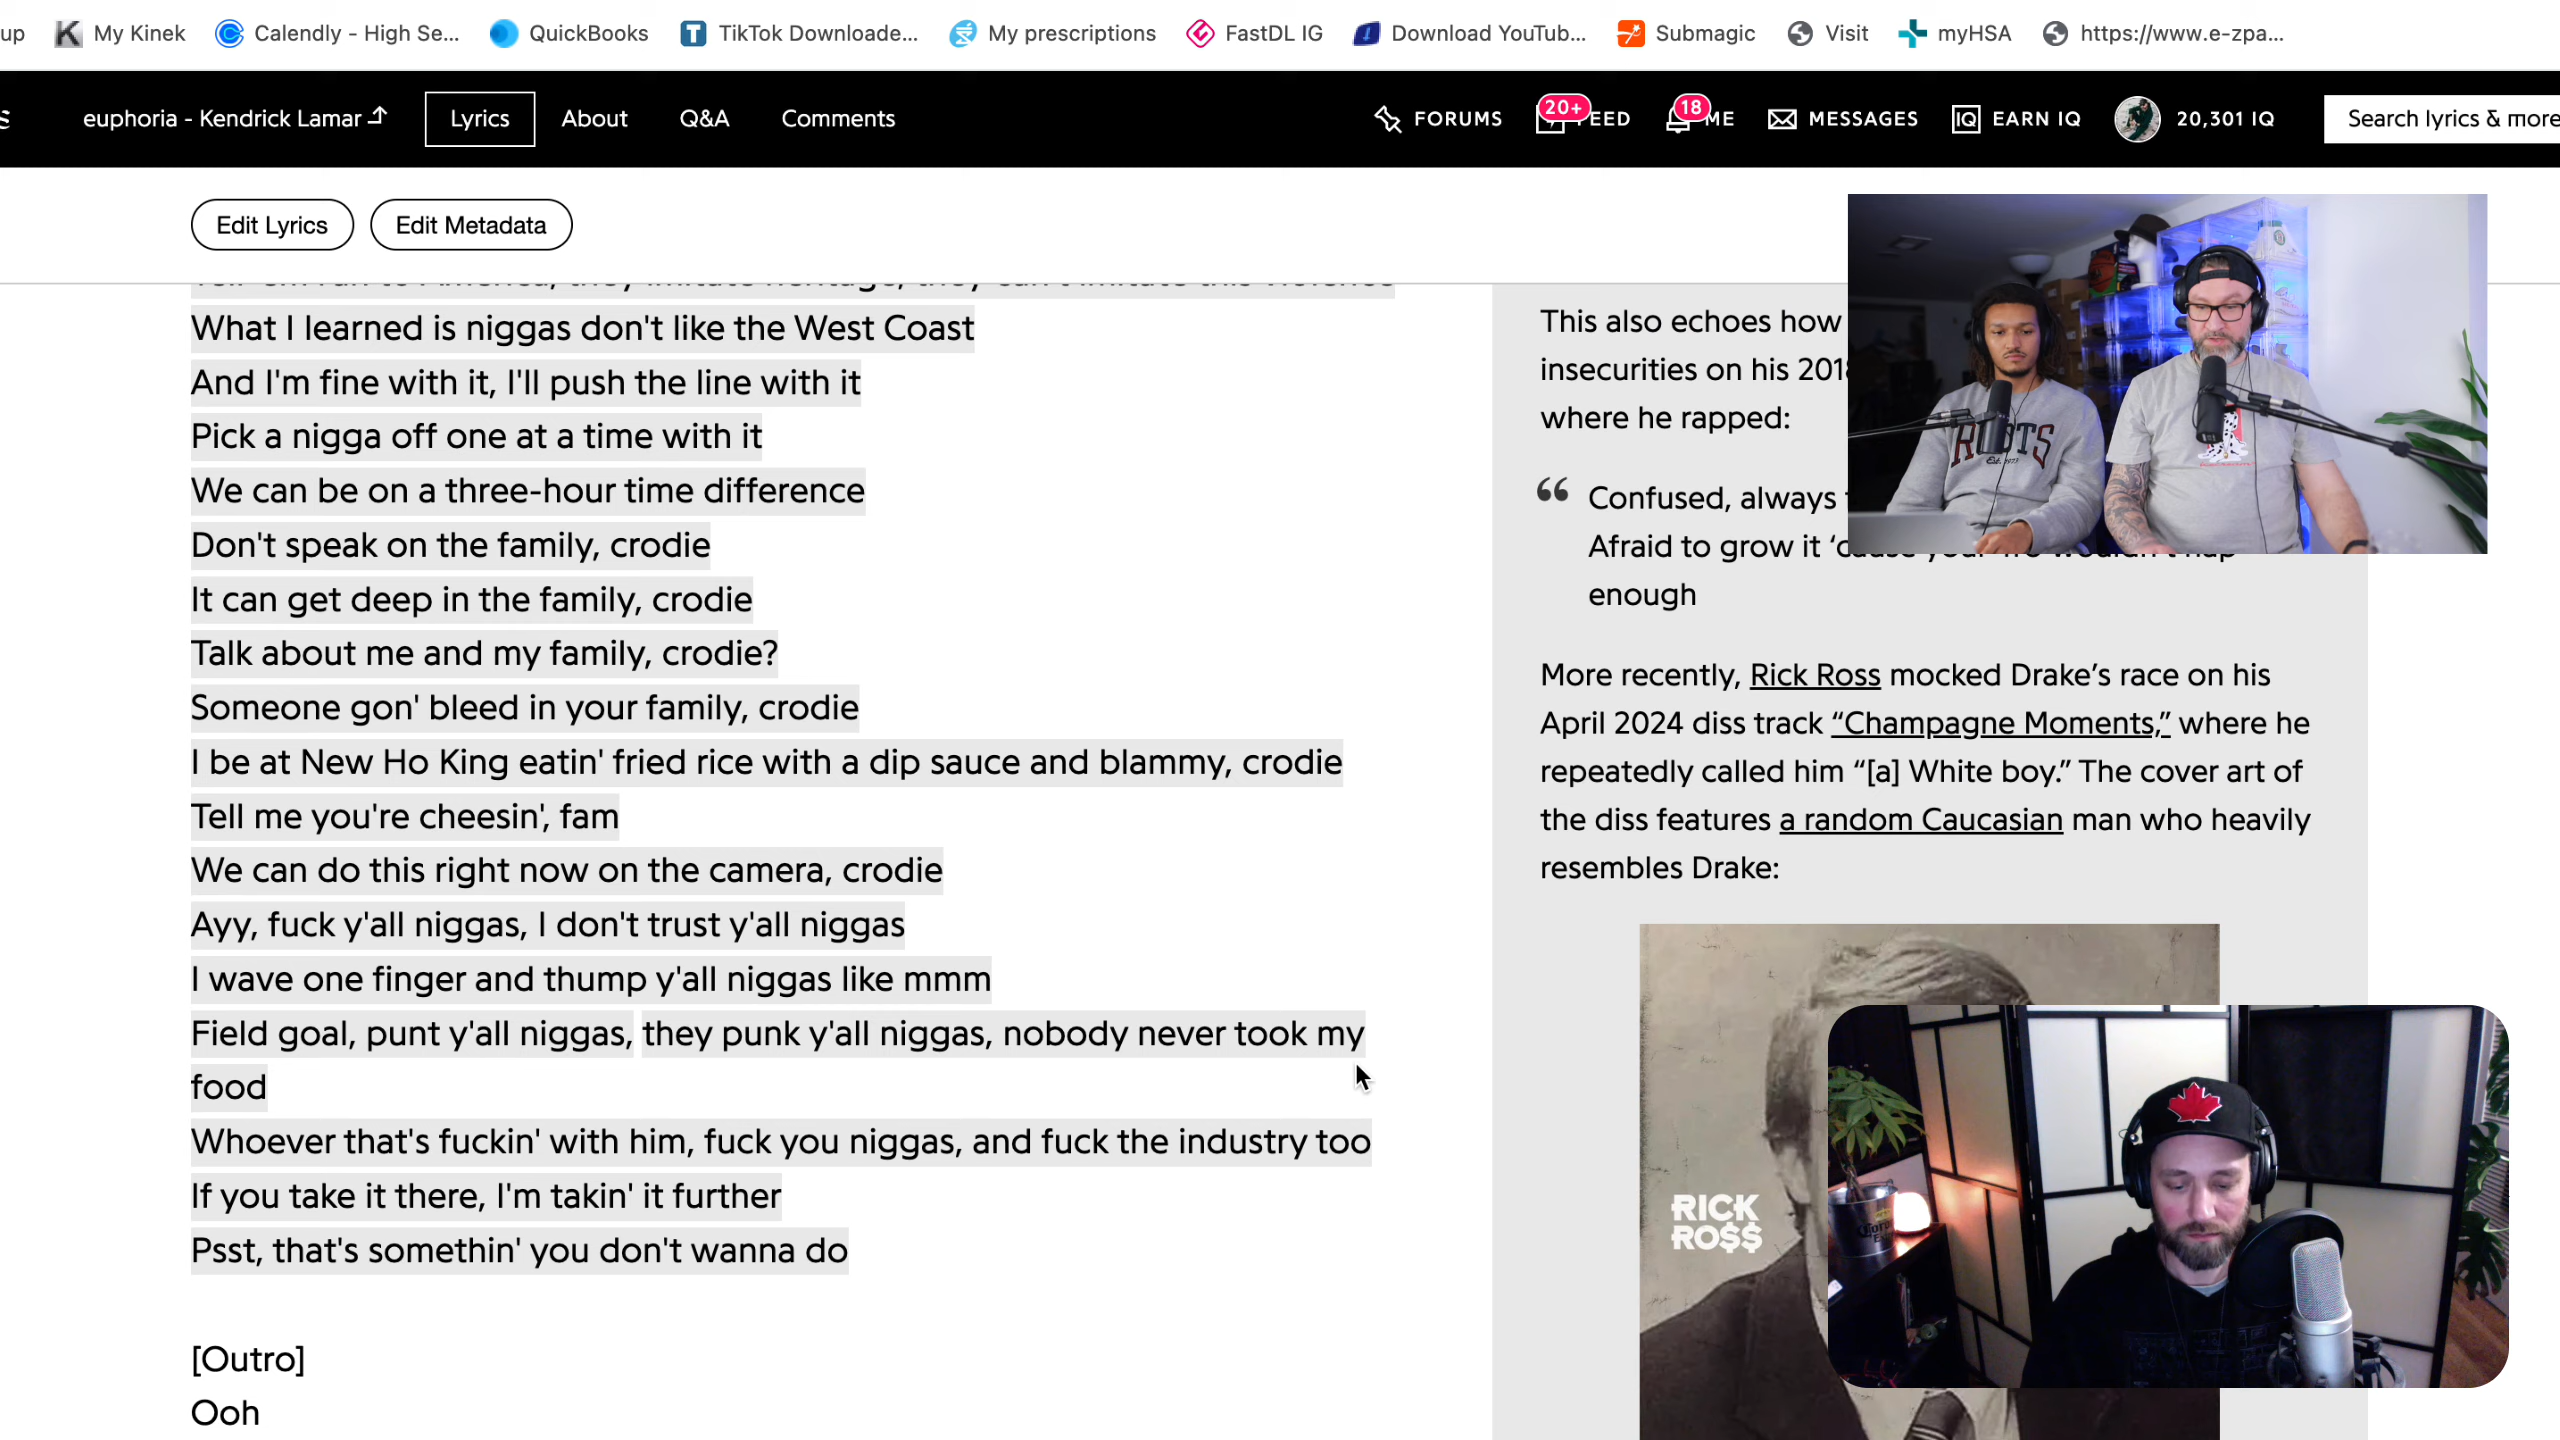 up My Kinek Calendly - High Se... QuickBooks TikTok Downloade... My prescriptions FastDL IG Download YouTub... Submagic Visit myHSA https://www.e-zpa...
s euphoria - Kendrick Lamar Lyrics About Q&A Comments FORUMS 20+ FEED 18 ME MESSAGES IQ EARN IQ 20,301 IQ Search lyrics & more
Edit Lyrics Edit Metadata
What I learned is niggas don't like the West Coast
And I'm fine with it, I'll push the line with it
Pick a nigga off one at a time with it
We can be on a three-hour time difference
Don't speak on the family, crodie
It can get deep in the family, crodie
Talk about me and my family, crodie?
Someone gon' bleed in your family, crodie
I be at New Ho King eatin' fried rice with a dip sauce and blammy, crodie
Tell me you're cheesin', fam
We can do this right now on the camera, crodie
Ayy, fuck y'all niggas, I don't trust y'all niggas
I wave one finger and thump y'all niggas like mmm
Field goal, punt y'all niggas, they punk y'all niggas, nobody never took my
food
Whoever that's fuckin' with him, fuck you niggas, and fuck the industry too
If you take it there, I'm takin' it further
Psst, that's somethin' you don't wanna do
[Outro]
Ooh
This also echoes how
insecurities on his 2018
where he rapped:
“ Confused, always
Afraid to grow it ‘cause your
enough
More recently, Rick Ross mocked Drake’s race on his
April 2024 diss track “Champagne Moments,” where he
repeatedly called him “[a] White boy.” The cover art of
the diss features a random Caucasian man who heavily
resembles Drake:
RICK
RO$$
ROOTS